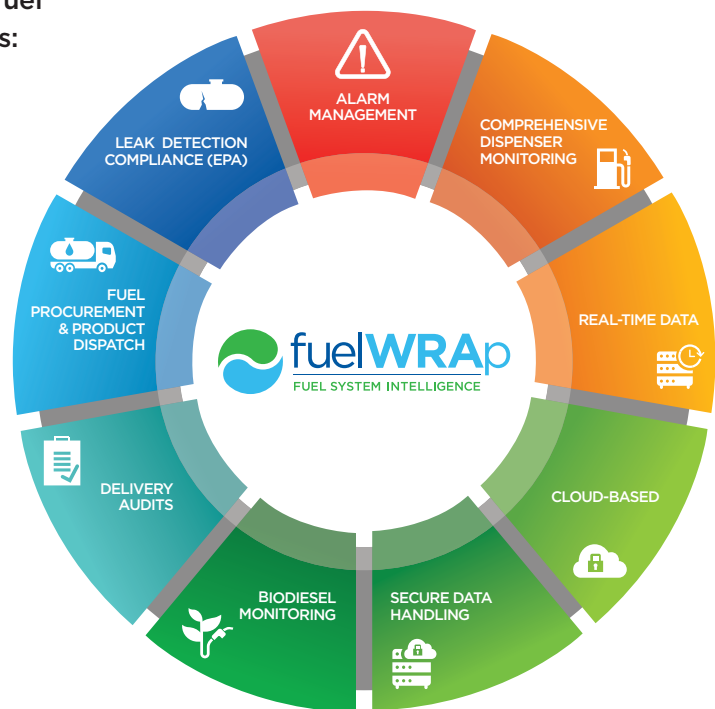 uel
s:
ALARM
MANAGEMENT
COMPREHENSIVE
DISPENSER
MONITORING
REAL-TIME DATA
CLOUD-BASED
SECURE DATA
HANDLING
BIODIESEL
MONITORING
DELIVERY
AUDITS
FUEL
PROCUREMENT
& PRODUCT
DISPATCH
LEAK DETECTION
COMPLIANCE (EPA)
fuelWRAp
FUEL SYSTEM INTELLIGENCE